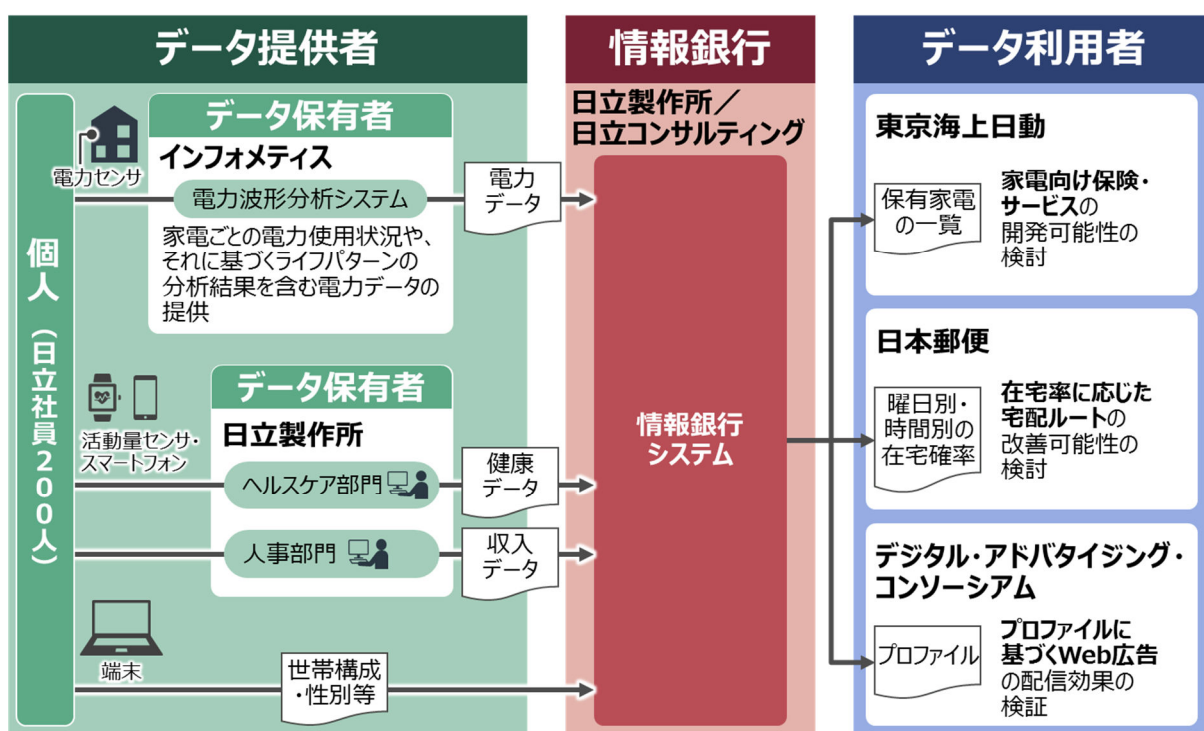 データ提供者
個人（日立社員200人）
電力センサ
データ保有者
インフォメティス
電力波形分析システム
家電ごとの電力使用状況や、
それに基づくライフパターンの
分析結果を含む電力データの
提供
電力
データ
活動量センサ・
スマートフォン
データ保有者
日立製作所
ヘルスケア部門
健康
データ
人事部門
収入
データ
端末
世帯構成
・性別等
情報銀行
日立製作所／
日立コンサルティング
情報銀行
システム
データ利用者
東京海上日動
保有家電
の一覧
家電向け保険・
サービスの
開発可能性の
検討
日本郵便
曜日別・
時間別の
在宅確率
在宅率に応じた
宅配ルートの
改善可能性の
検討
デジタル・アドバタイジング・
コンソーシアム
プロファイル
プロファイルに
基づくWeb広告
の配信効果の
検証